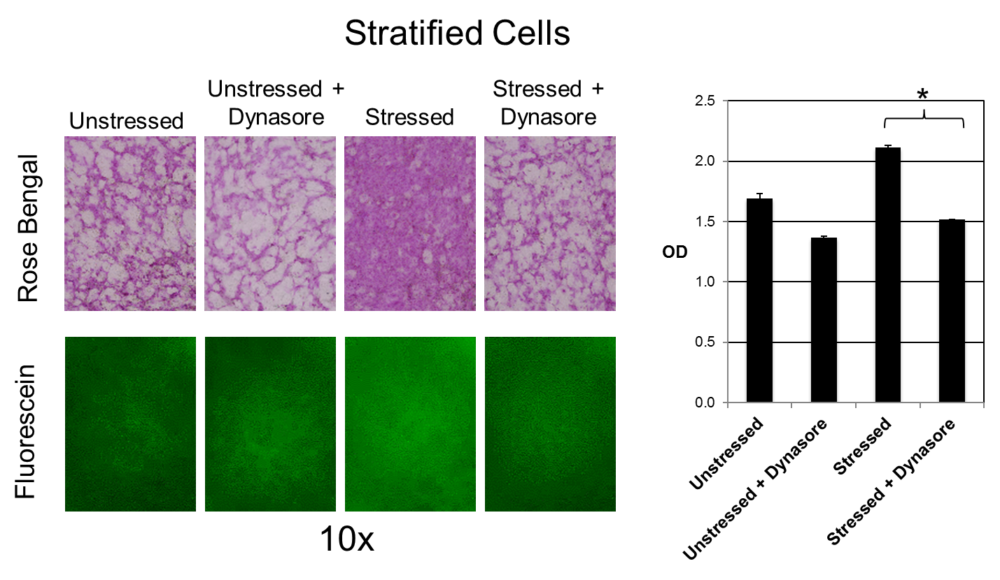 Stratified Cells
Unstressed
Unstressed +
Dynasore
Stressed
Stressed +
Dynasore
Rose Bengal
Fluorescein
10x
*
2.5
2.0
1.5
1.0
0.5
0.0
OD
Unstressed
Unstressed + Dynasore
Stressed
Stressed + Dynasore